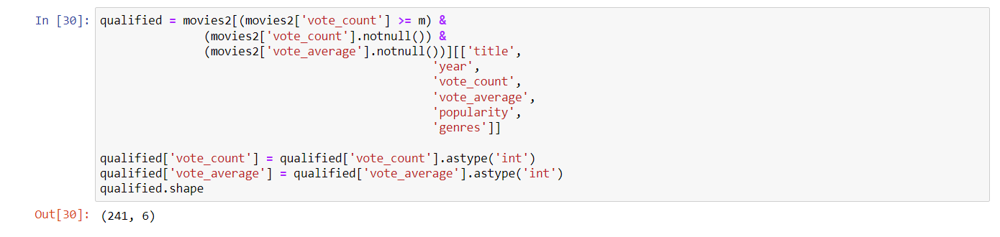 In [30]: qualified = movies2[(movies2['vote_count'] >= m) &
(movies2['vote_count'].notnull()) &
(movies2['vote_average'].notnull())][['title',
'year',
'vote_count',
'vote_average',
'popularity',
'genres']]
qualified['vote_count'] = qualified['vote_count'].astype('int')
qualified['vote_average'] = qualified['vote_average'].astype('int')
qualified.shape
Out[30]: (241, 6)